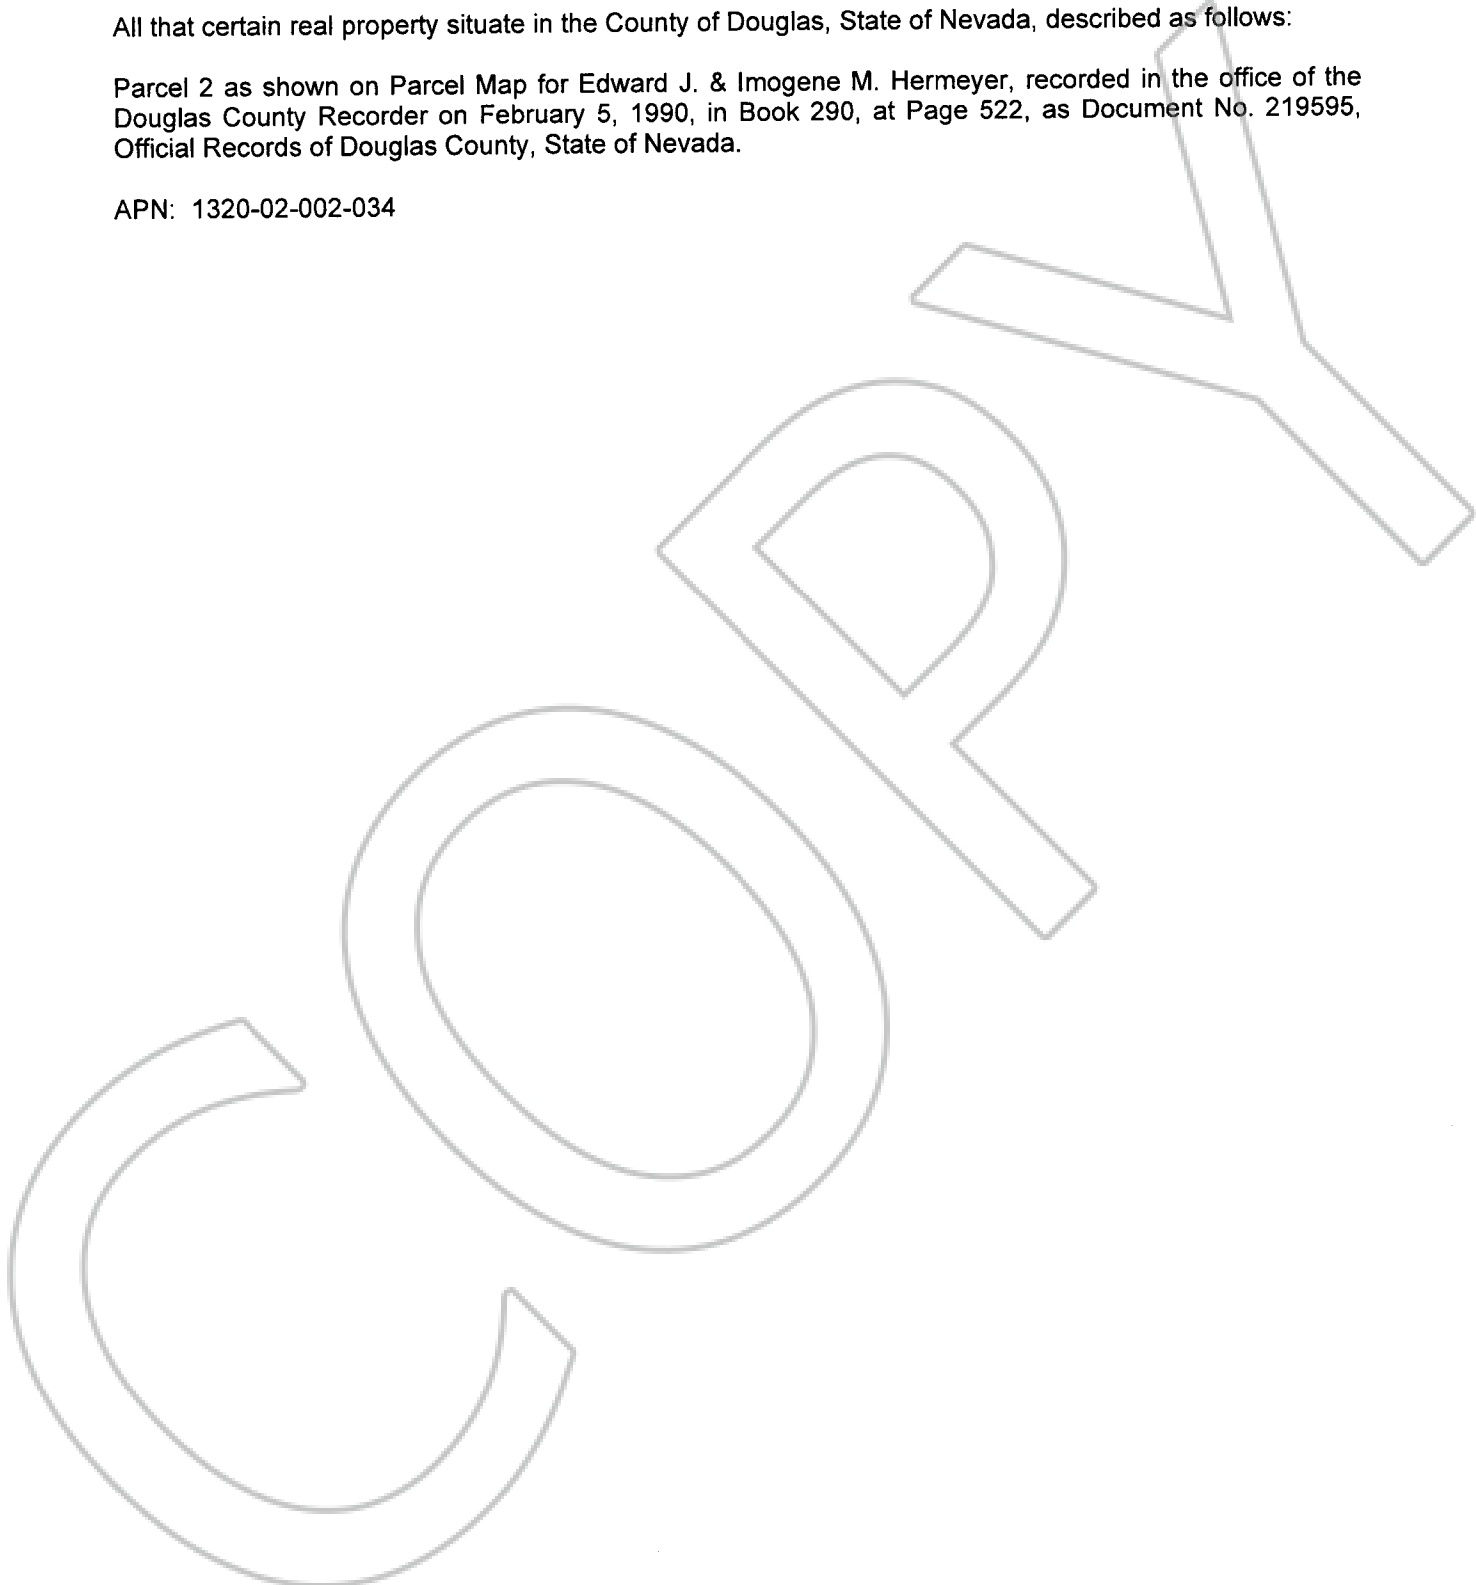 All that certain real property situate in the County of Douglas, State of Nevada, described as follows:
Parcel 2 as shown on Parcel Map for Edward J. & Imogene M. Hermeyer, recorded in the office of the
Douglas County Recorder on February 5, 1990, in Book 290, at Page 522, as Document No. 219595,
Official Records of Douglas County, State of Nevada.
APN: 1320-02-002-034
COPY